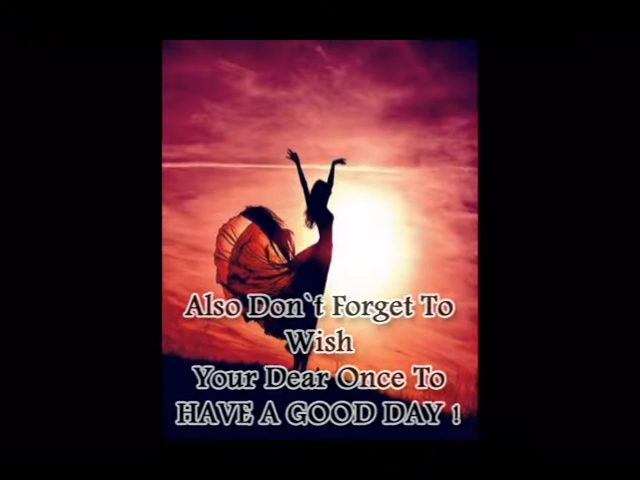 Also Don`t Forget To
Wish
Your Dear Once To
HAVE A GOOD DAY !